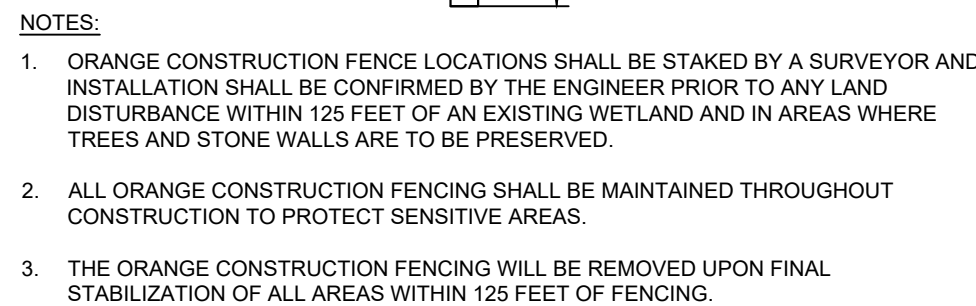 NOTES:
1. ORANGE CONSTRUCTION FENCE LOCATIONS SHALL BE STAKED BY A SURVEYOR AND
INSTALLATION SHALL BE CONFIRMED BY THE ENGINEER PRIOR TO ANY LAND
DISTURBANCE WITHIN 125 FEET OF AN EXISTING WETLAND AND IN AREAS WHERE
TREES AND STONE WALLS ARE TO BE PRESERVED.
2. ALL ORANGE CONSTRUCTION FENCING SHALL BE MAINTAINED THROUGHOUT
CONSTRUCTION TO PROTECT SENSITIVE AREAS.
3. THE ORANGE CONSTRUCTION FENCING WILL BE REMOVED UPON FINAL
STABILIZATION OF ALL AREAS WITHIN 125 FEET OF FENCING.